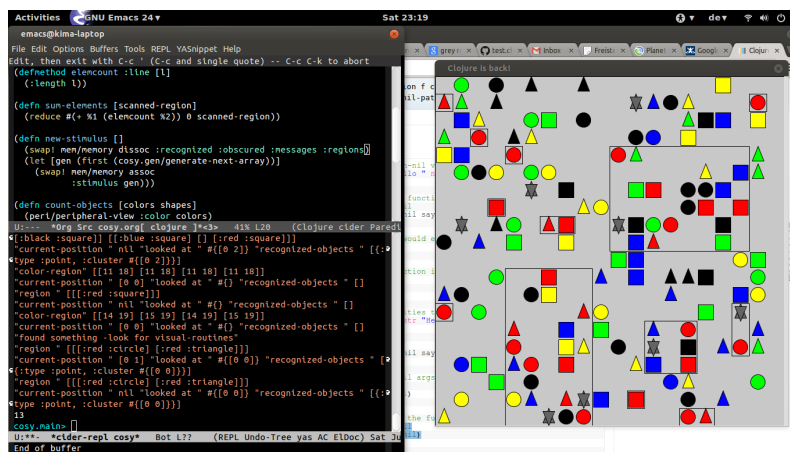 Activities GNU Emacs 24▾ Sat 23:19 de▾
emacs@kima-laptop
File Edit Options Buffers Tools REPL YASnippet Help
Edit, then exit with C-c ' (C-c and single quote) -- C-c C-k to abort
(defmethod elemcount :line [l]
(:length l))
(defn sum-elements [scanned-region]
(reduce #(+ %1 (elemcount %2)) 0 scanned-region))
(defn new-stimulus []
(swap! mem/memory dissoc :recognized :obscured :messages :regions)
(let [gen (first (cosy.gen/generate-next-array))]
(swap! mem/memory assoc
:stimulus gen)))
(defn count-objects [colors shapes]
(peri/peripheral-view :color colors)
U:--- *Org Src cosy.org[ clojure ]*<3> 41% L20 (Clojure cider Pared
[:black :square]] [[:blue :square] [] [:red :square]]]
"current-position " nil "looked at " #{[0 2]} "recognized-objects " [{:
type :point, :cluster #{[0 2]}}]
"color-region" [[11 18] [11 18] [11 18] [11 18]]
"current-position " [0 0] "looked at " #{} "recognized-objects " []
"region " [[[:red :square]]]
"current-position " nil "looked at " #{} "recognized-objects " []
"color-region" [[14 19] [15 19] [14 19] [15 19]]
"current-position " [0 0] "looked at " #{} "recognized-objects " []
"found something -look for visual-routines"
"region " [[[:red :circle] [:red :triangle]]]
"current-position " [0 1] "looked at " #{[0 0]} "recognized-objects " [
{:type :point, :cluster #{[0 0]}}]
"region " [[[:red :circle] [:red :triangle]]]
"current-position " nil "looked at " #{[0 0]} "recognized-objects " [{:
type :point, :cluster #{[0 0]}}]
13
cosy.main>
U:**- *cider-repl cosy* Bot L?? (REPL Undo-Tree yas AC ElDoc) Sat Ju
End of buffer
grey r × test.cl × Inbox × Freista × Planet × Google × Clojure
Clojure is back!